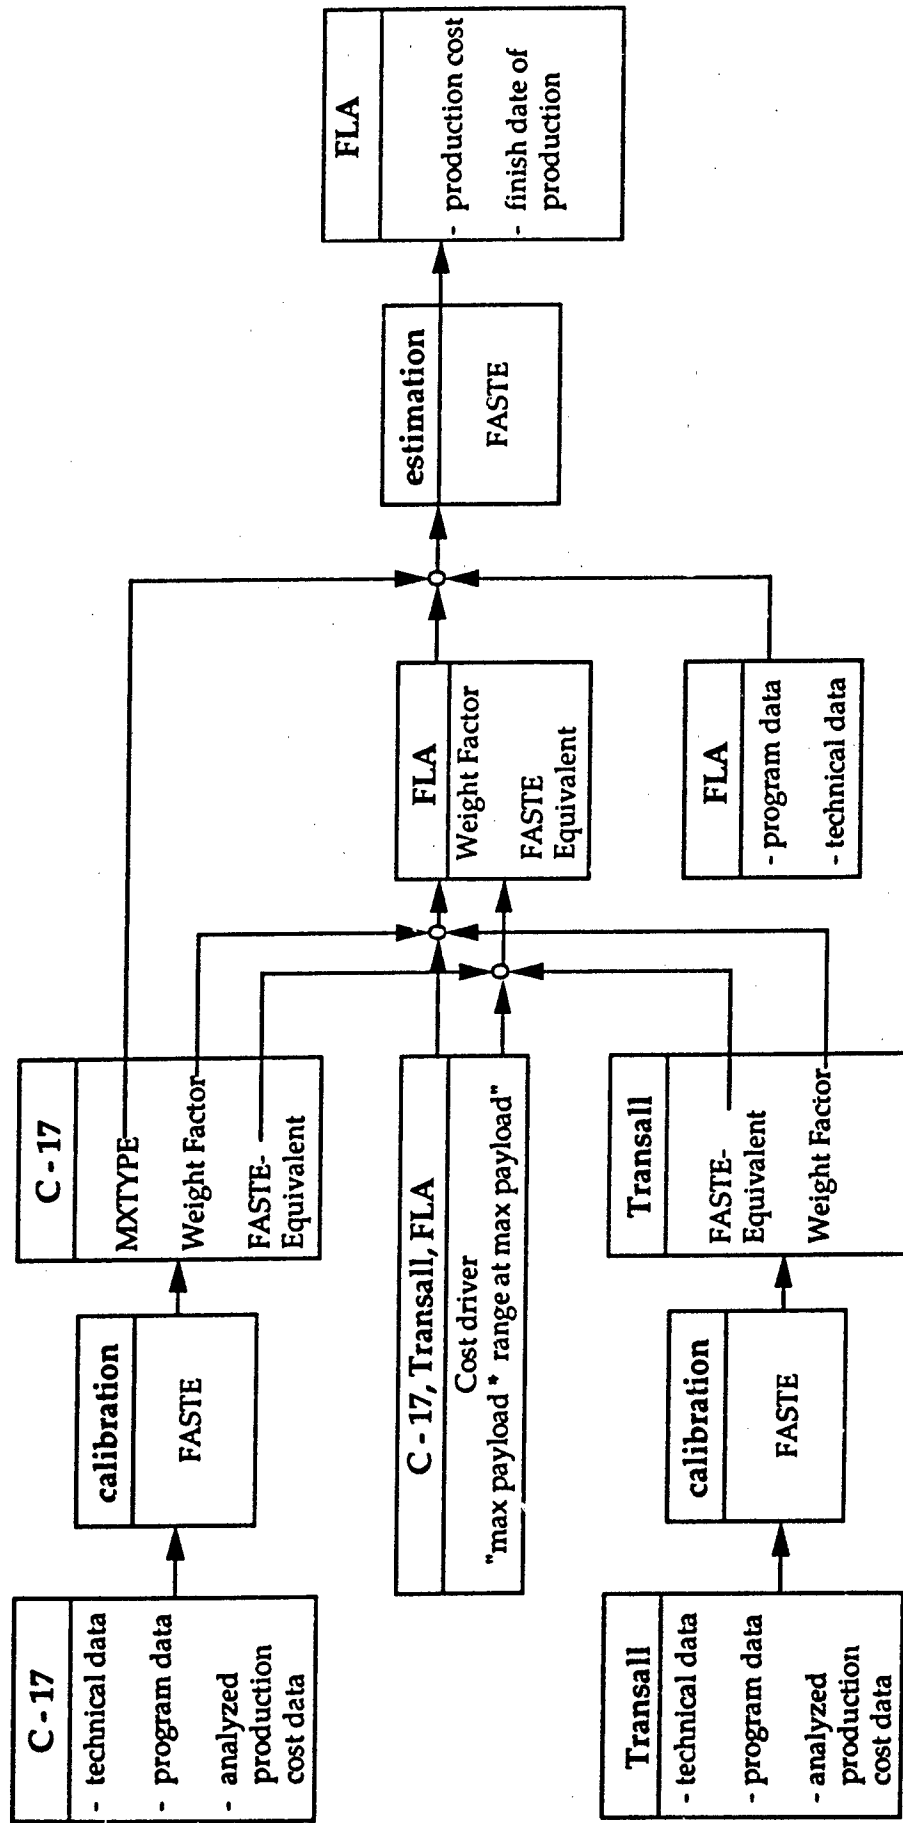 C - 17
- technical data
- program data
- analyzed
production
cost data
calibration
FASTE
C - 17
MXTYPE
Weight Factor
FASTE-
Equivalent
C - 17, Transall, FLA
Cost driver
"max payload * range at max payload"
Transall
- technical data
- program data
- analyzed
production
cost data
calibration
FASTE
Transall
FASTE-
Equivalent
Weight Factor
FLA
Weight Factor
FASTE
Equivalent
FLA
- program data
- technical data
estimation
FASTE
FLA
- production cost
- finish date of
production